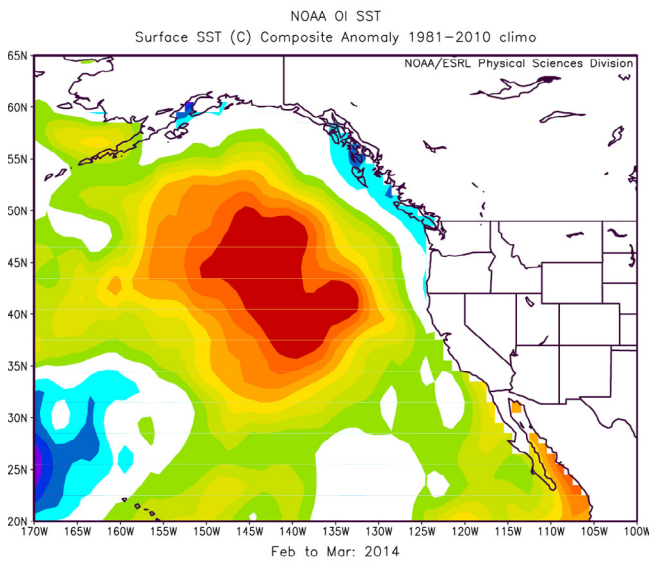 NOAA OI SST
Surface SST (C) Composite Anomaly 1981-2010 climo
NOAA/ESRL Physical Sciences Division
65N
60N
55N
50N
45N
40N
35N
30N
25N
20N
170W 165W 160W 155W 150W 145W 140W 135W 130W 125W 120W 115W 110W 105W 100W
Feb to Mar: 2014